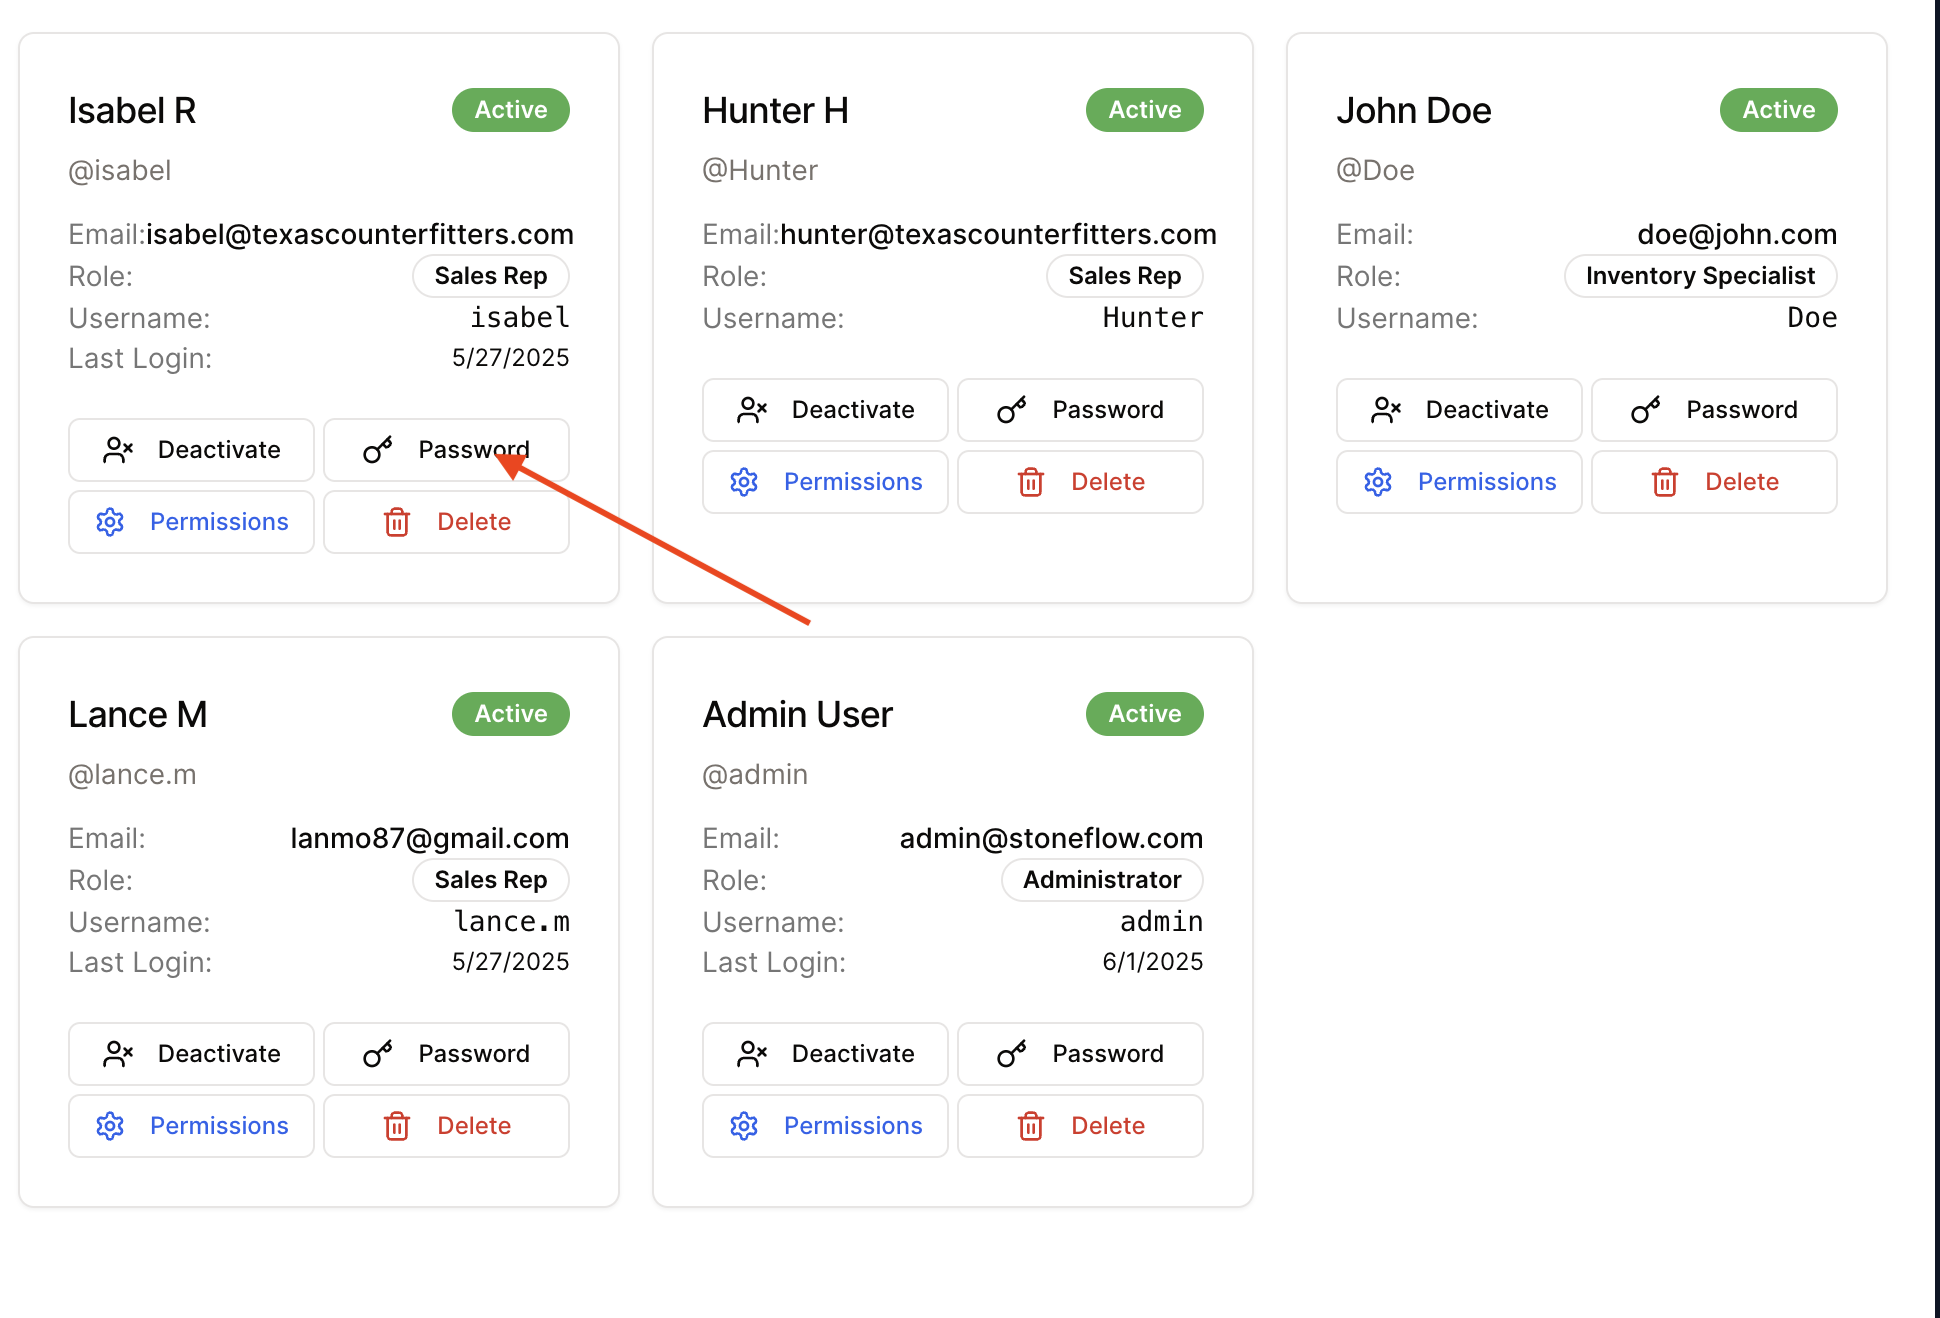 Isabel R Active
@isabel
Email:isabel@texascounterfitters.com
Role: Sales Rep
Username: isabel
Last Login: 5/27/2025
Deactivate Password
Permissions Delete
Hunter H Active
@Hunter
Email:hunter@texascounterfitters.com
Role: Sales Rep
Username: Hunter
Deactivate Password
Permissions Delete
John Doe Active
@Doe
Email: doe@john.com
Role: Inventory Specialist
Username: Doe
Deactivate Password
Permissions Delete
Lance M Active
@lance.m
Email: lanmo87@gmail.com
Role: Sales Rep
Username: lance.m
Last Login: 5/27/2025
Deactivate Password
Permissions Delete
Admin User Active
@admin
Email: admin@stoneflow.com
Role: Administrator
Username: admin
Last Login: 6/1/2025
Deactivate Password
Permissions Delete